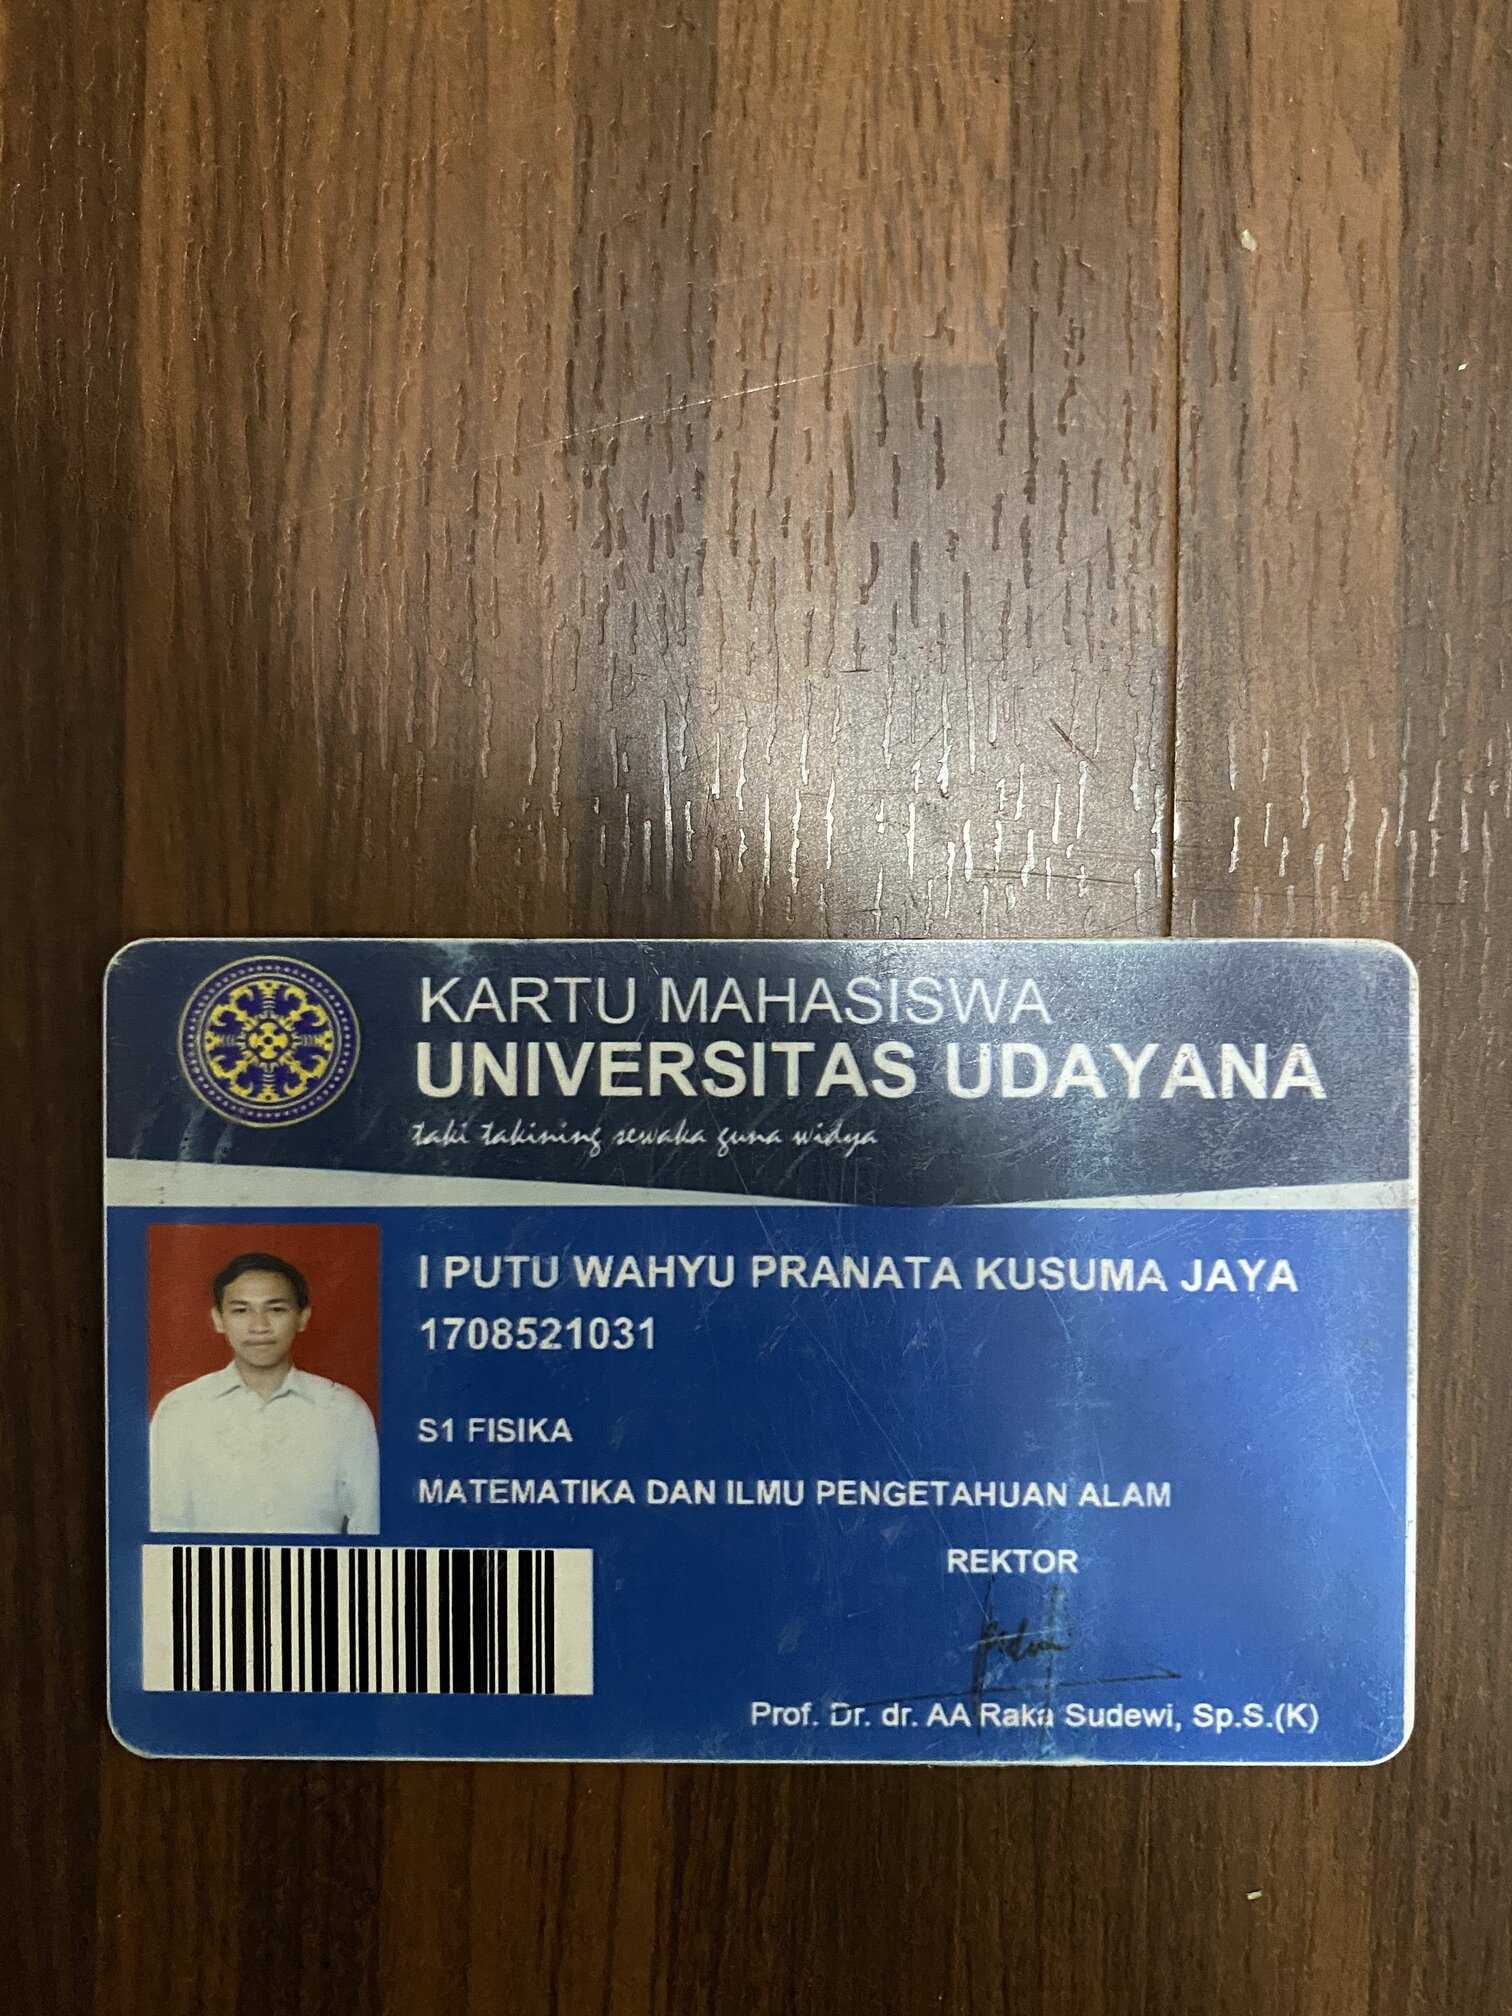 KARTU MAHASISWA
UNIVERSITAS UDAYANA
taki takining sewaka guna widya
I PUTU WAHYU PRANATA KUSUMA JAYA
1708521031
S1 FISIKA
MATEMATIKA DAN ILMU PENGETAHUAN ALAM
REKTOR
Prof. Dr. dr. AA Raka Sudewi, Sp.S.(K)